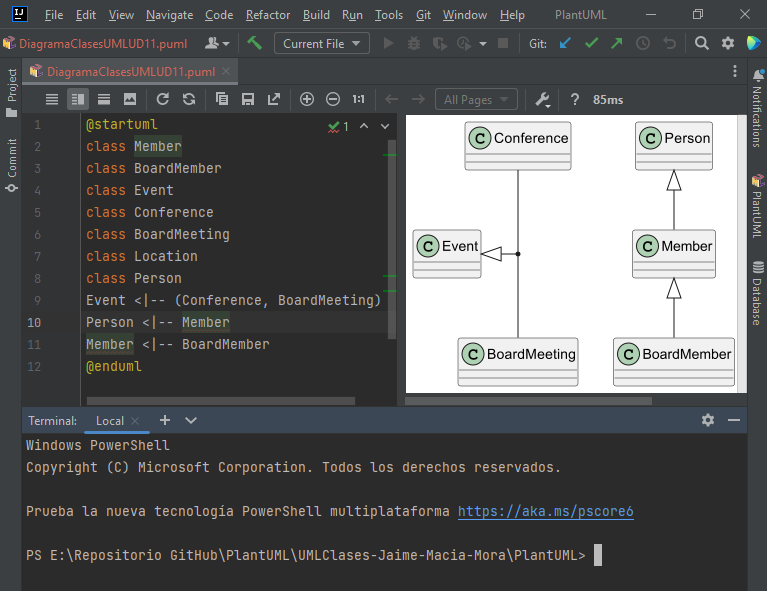 IJ File Edit View Navigate Code Refactor Build Run Tools Git Window Help PlantUML
DiagramaClasesUMLUD11.puml Current File Git:
Project
Commit
DiagramaClasesUMLUD11.puml
1:1 All Pages ? 85ms
1 @startuml
2 class Member
3 class BoardMember
4 class Event
5 class Conference
6 class BoardMeeting
7 class Location
8 class Person
9 Event <|-- (Conference, BoardMeeting)
10 Person <|-- Member
11 Member <|-- BoardMember
12 @enduml
1
C Conference
C Person
C Event
C Member
C BoardMeeting
C BoardMember
Notifications
PlantUML
Database
Terminal: Local
Windows PowerShell
Copyright (C) Microsoft Corporation. Todos los derechos reservados.
Prueba la nueva tecnología PowerShell multiplataforma https://aka.ms/pscore6
PS E:\Repositorio GitHub\PlantUML\UMLClases-Jaime-Macia-Mora\PlantUML>